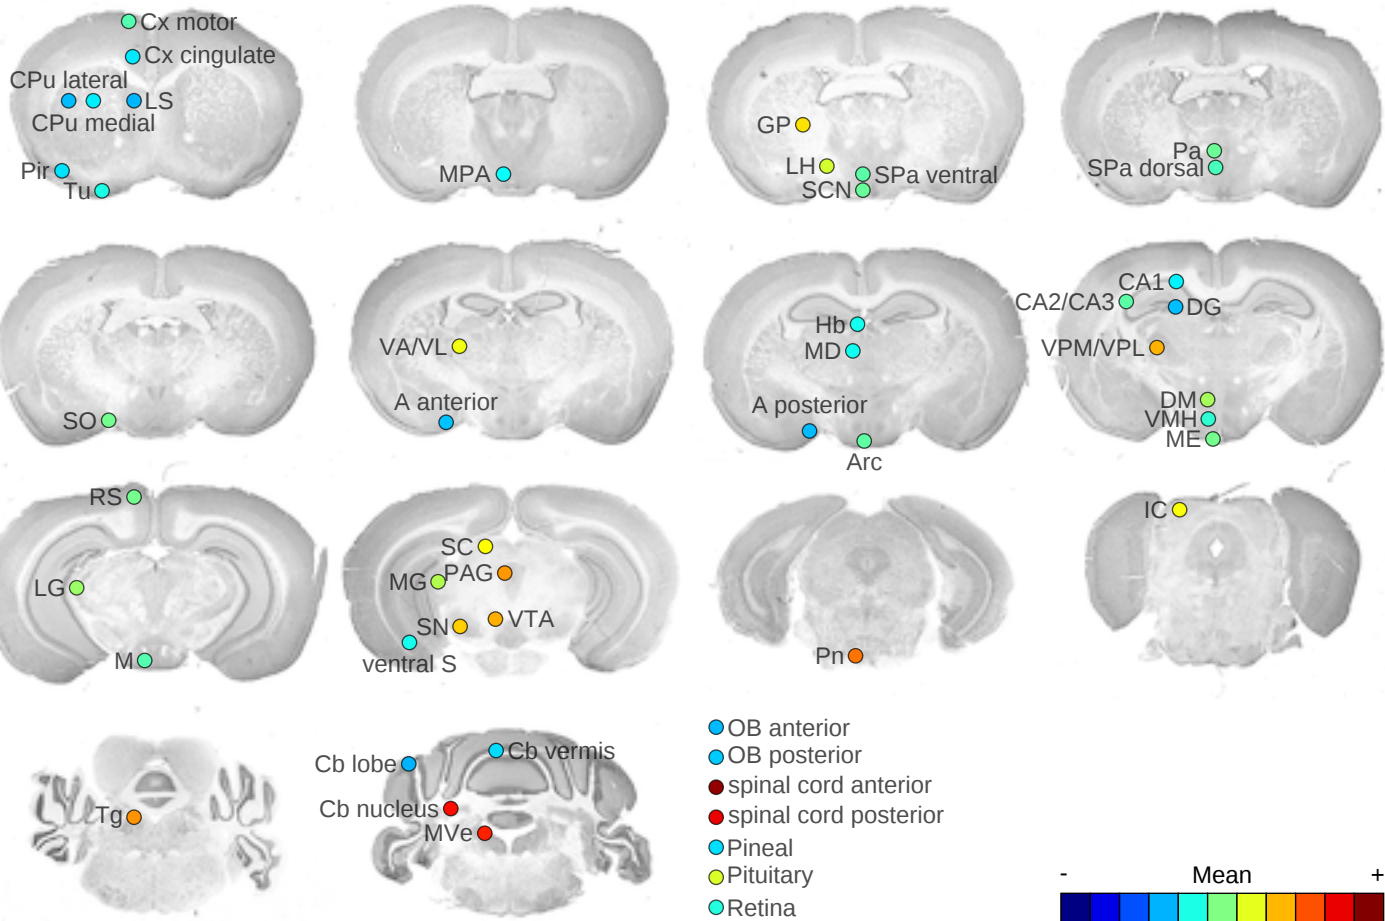 Cx motor
Cx cingulate
CPu lateral
LS
CPu medial
Pir
Tu
MPA
GP
LH
SPa ventral
SCN
Pa
SPa dorsal
SO
VA/VL
A anterior
Hb
MD
A posterior
Arc
CA1
CA2/CA3
DG
VPM/VPL
DM
VMH
ME
RS
LG
M
SC
PAG
MG
SN
VTA
ventral S
Pn
IC
Tg
Cb lobe
Cb vermis
Cb nucleus
MVe
OB anterior
OB posterior
spinal cord anterior
spinal cord posterior
Pineal
Pituitary
Retina
- Mean +